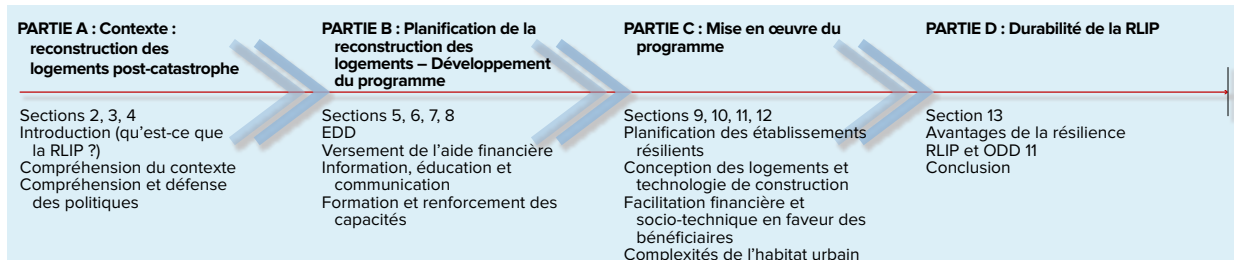 PARTIE A : Contexte :
reconstruction des
logements post-catastrophe
Sections 2, 3, 4
Introduction (qu'est-ce que
la RLIP ?)
Compréhension du contexte
Compréhension et défense
des politiques
PARTIE B : Planification de la
reconstruction des
logements – Développement
du programme
Sections 5, 6, 7, 8
EDD
Versement de l'aide financière
Information, éducation et
communication
Formation et renforcement des
capacités
PARTIE C : Mise en œuvre du
programme
Sections 9, 10, 11, 12
Planification des établissements
résilients
Conception des logements et
technologie de construction
Facilitation financière et
socio-technique en faveur des
bénéficiaires
Complexités de l'habitat urbain
PARTIE D : Durabilité de la RLIP
Section 13
Avantages de la résilience
RLIP et ODD 11
Conclusion